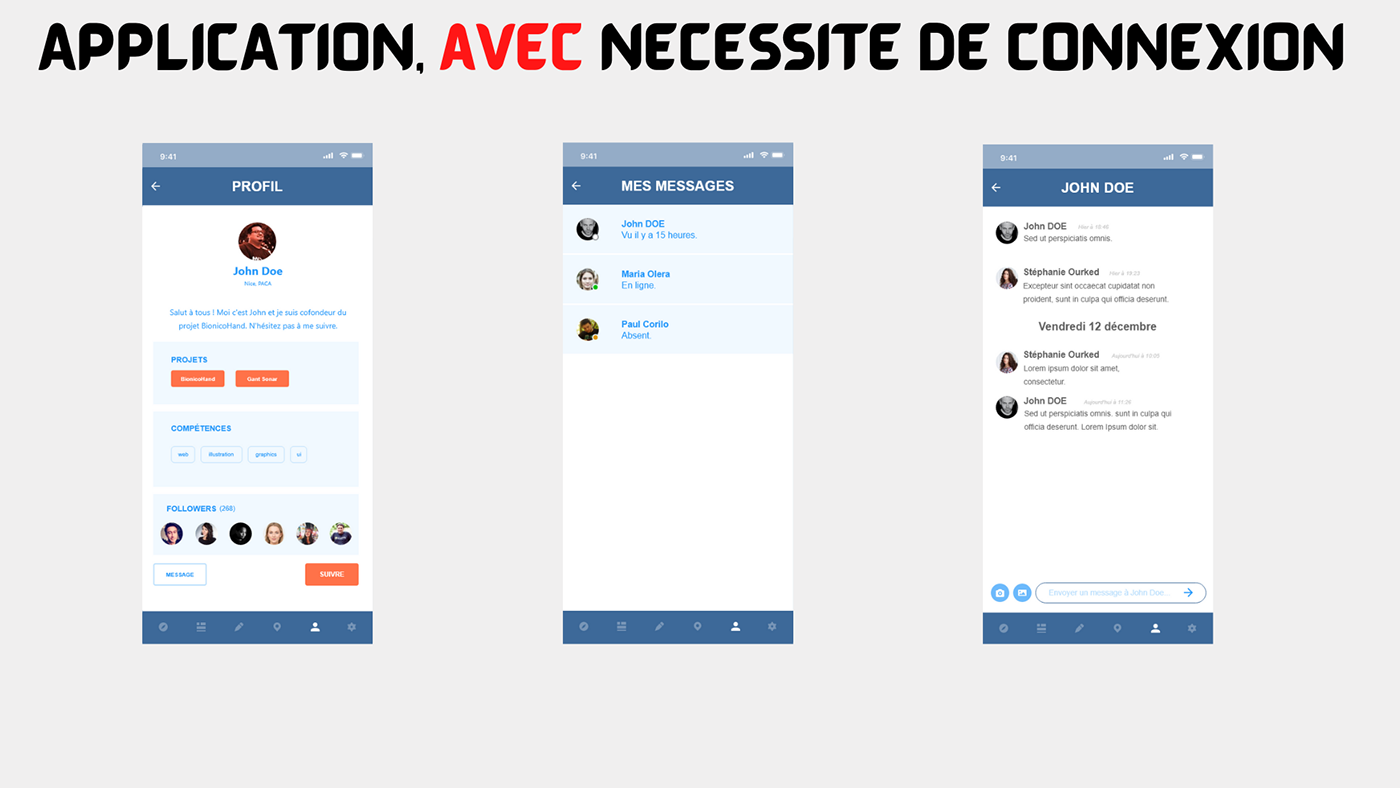 APPLICATION, AVEC NECESSITE DE CONNEXION
9:41
PROFIL
John Doe
Nice, PACA
Salut à tous ! Moi c'est John et je suis cofondeur du
projet BionicoHand. N'hésitez pas à me suivre.
PROJETS
BionicoHand Gant Sonar
COMPÉTENCES
web illustration graphics ui
FOLLOWERS (268)
MESSAGE SUIVRE
9:41
MES MESSAGES
John DOE
Vu il y a 15 heures.
Maria Olera
En ligne.
Paul Corilo
Absent.
9:41
JOHN DOE
John DOE Hier à
Sed ut perspiciatis omnis.
Stéphanie Ourked Hier à 19:23
Excepteur sint occaecat cupidatat non
proident, sunt in culpa qui officia deserunt.
Vendredi 12 décembre
Stéphanie Ourked Aujourd'hui à
Lorem ipsum dolor sit amet,
consectetur.
John DOE Aujourd'hui à
Sed ut perspiciatis omnis. sunt in culpa qui
officia deserunt. Lorem Ipsum dolor sit.
Envoyer un message à John Doe...